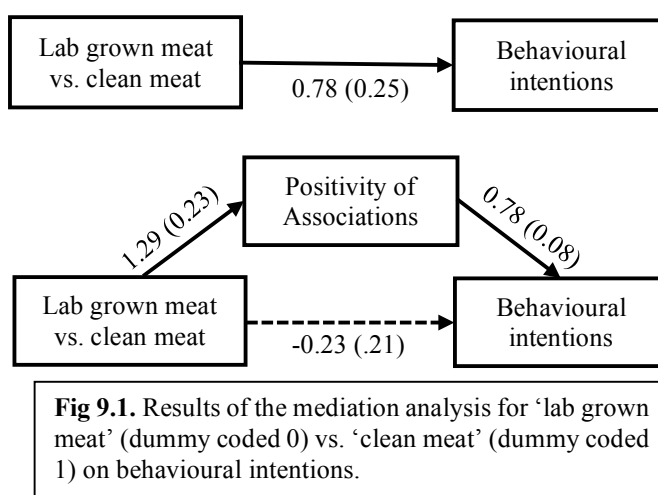 Lab grown meat
vs. clean meat
Behavioural
intentions
0.78 (0.25)
Positivity of
Associations
1.29 (0.23)
0.78 (0.08)
Lab grown meat
vs. clean meat
Behavioural
intentions
-0.23 (.21)
Fig 9.1. Results of the mediation analysis for ‘lab grown
meat’ (dummy coded 0) vs. ‘clean meat’ (dummy coded
1) on behavioural intentions.